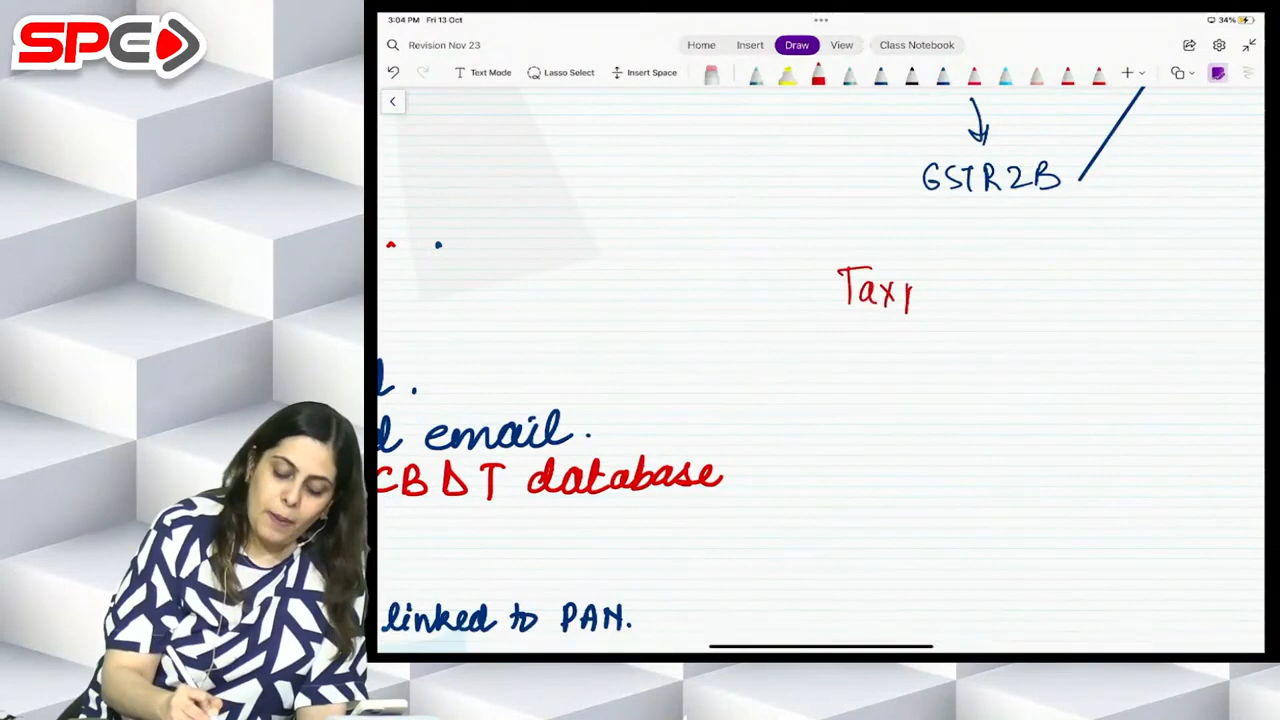 SPC
3:04 PM Fri 13 Oct
34%
Revision Nov 23
Home Insert Draw View Class Notebook
Text Mode Lasso Select Insert Space
GSTR2B
Tax
d email.
CBDT database
linked to PAN.